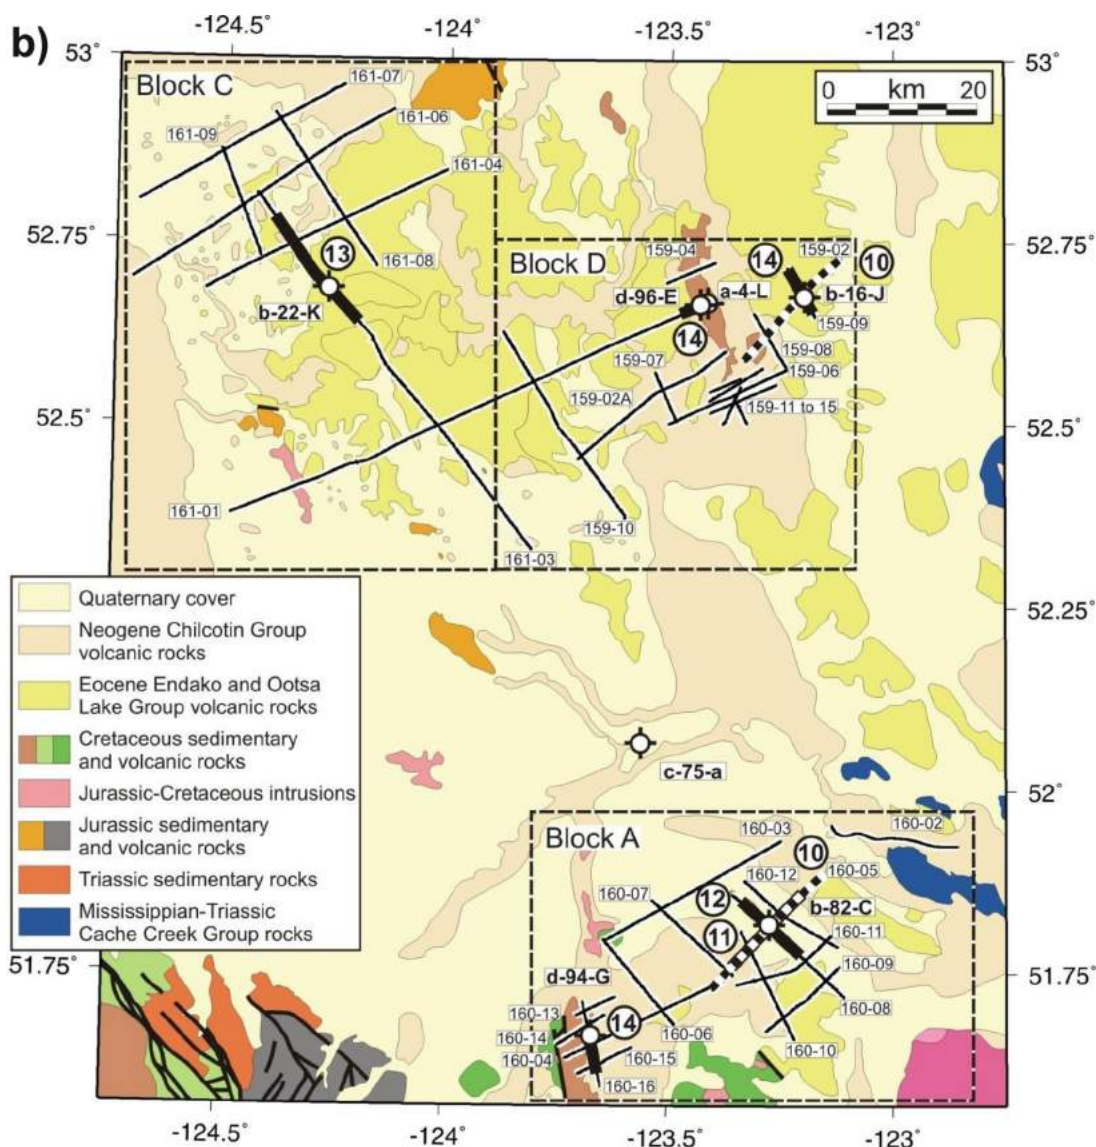 b)
-124.5°
-124°
-123.5°
-123°
53°
53°
Block C
161-07
km
0
20
161-06
161-09
161-04
52.75°
52.75°
13
161-08
159-04
14
159-02
10
Block D
d-96-E
a-4-L
b-16-J
b-22-K
159-09
14
159-08
159-07
159-06
159-02A
159-11 to 15
52.5°
52.5°
161-01
159-10
161-03
Quaternary cover
Neogene Chilcotin Group
volcanic rocks
Eocene Endako and Ootsa
Lake Group volcanic rocks
Cretaceous sedimentary
and volcanic rocks
Jurassic-Cretaceous intrusions
Jurassic sedimentary
and volcanic rocks
Triassic sedimentary rocks
Mississippian-Triassic
Cache Creek Group rocks
52.25°
c-75-a
52°
Block A
160-03
160-02
10
160-12
160-05
160-07
12
b-82-C
11
160-11
51.75°
51.75°
d-94-G
160-09
160-13
14
160-08
160-14
160-06
160-04
160-15
160-10
160-16
-124.5°
-124°
-123.5°
-123°